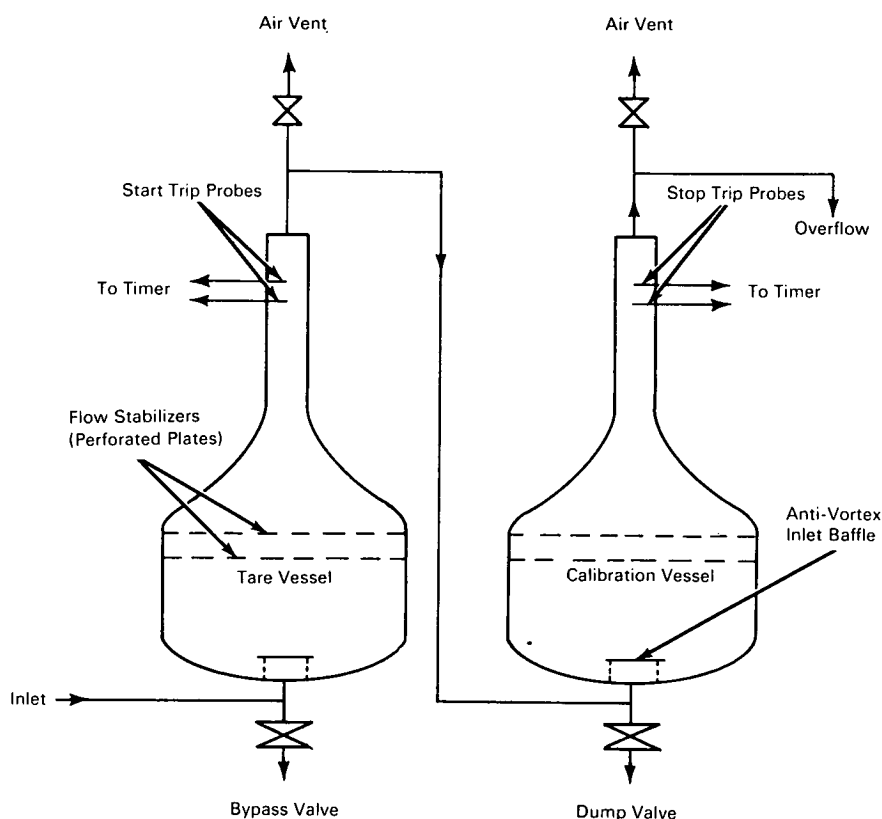 Air Vent
Air Vent
Start Trip Probes
Stop Trip Probes
Overflow
To Timer
To Timer
Flow Stabilizers
(Perforated Plates)
Anti-Vortex
Inlet Baffle
Tare Vessel
Calibration Vessel
Inlet
Bypass Valve
Dump Valve